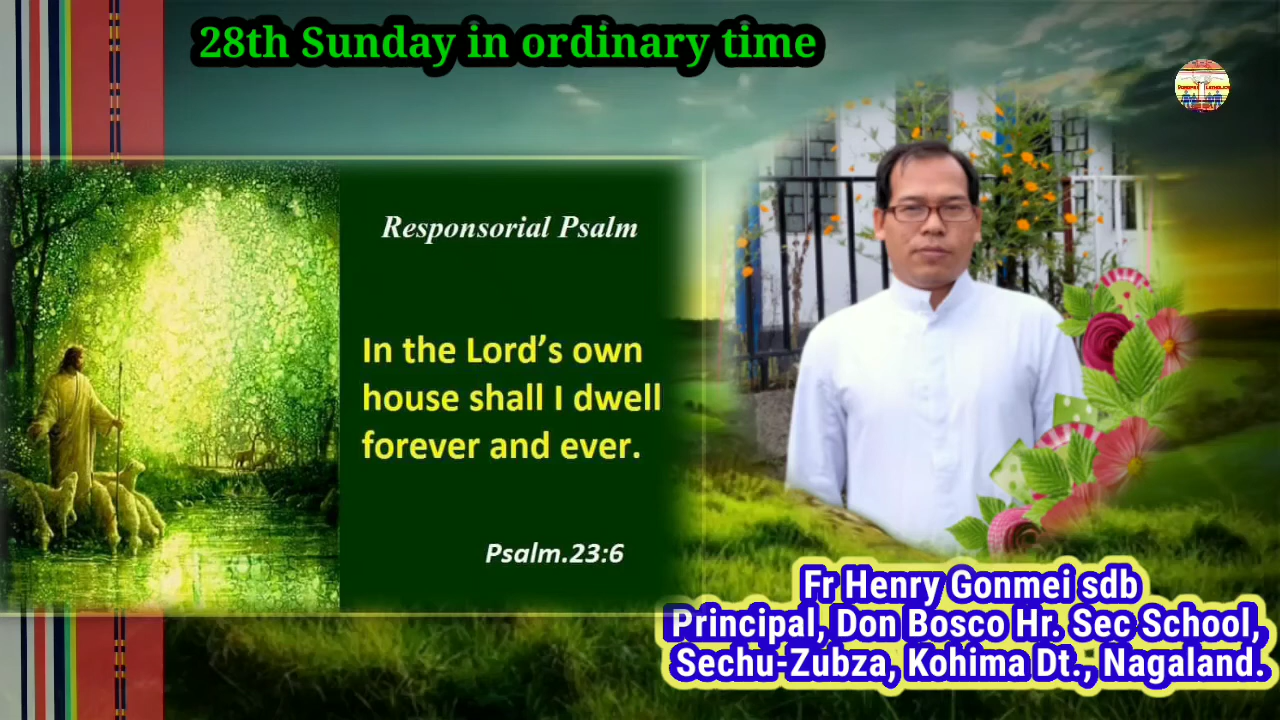 28th Sunday in ordinary time
Responsorial Psalm
In the Lord’s own
house shall I dwell
forever and ever.
Psalm.23:6
Fr Henry Gonmei sdb
Principal, Don Bosco Hr. Sec School,
Sechu-Zubza, Kohima Dt., Nagaland.